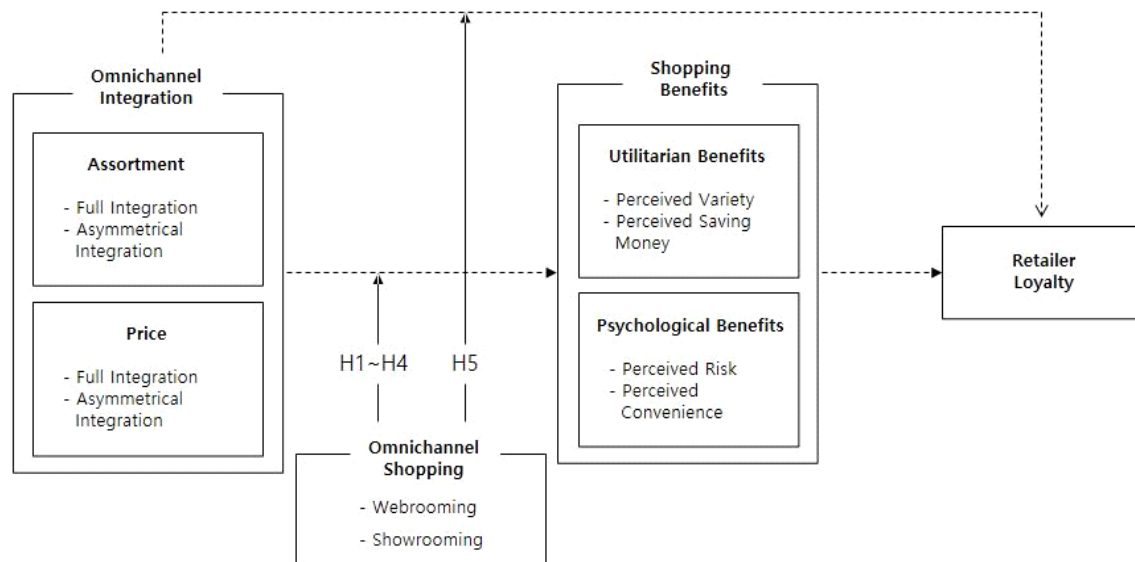 Omnichannel
Integration
Assortment
- Full Integration
- Asymmetrical
Integration
Price
- Full Integration
- Asymmetrical
Integration
H1~H4
H5
Omnichannel
Shopping
- Webrooming
- Showrooming
Shopping
Benefits
Utilitarian Benefits
- Perceived Variety
- Perceived Saving
Money
Psychological Benefits
- Perceived Risk
- Perceived
Convenience
Retailer
Loyalty